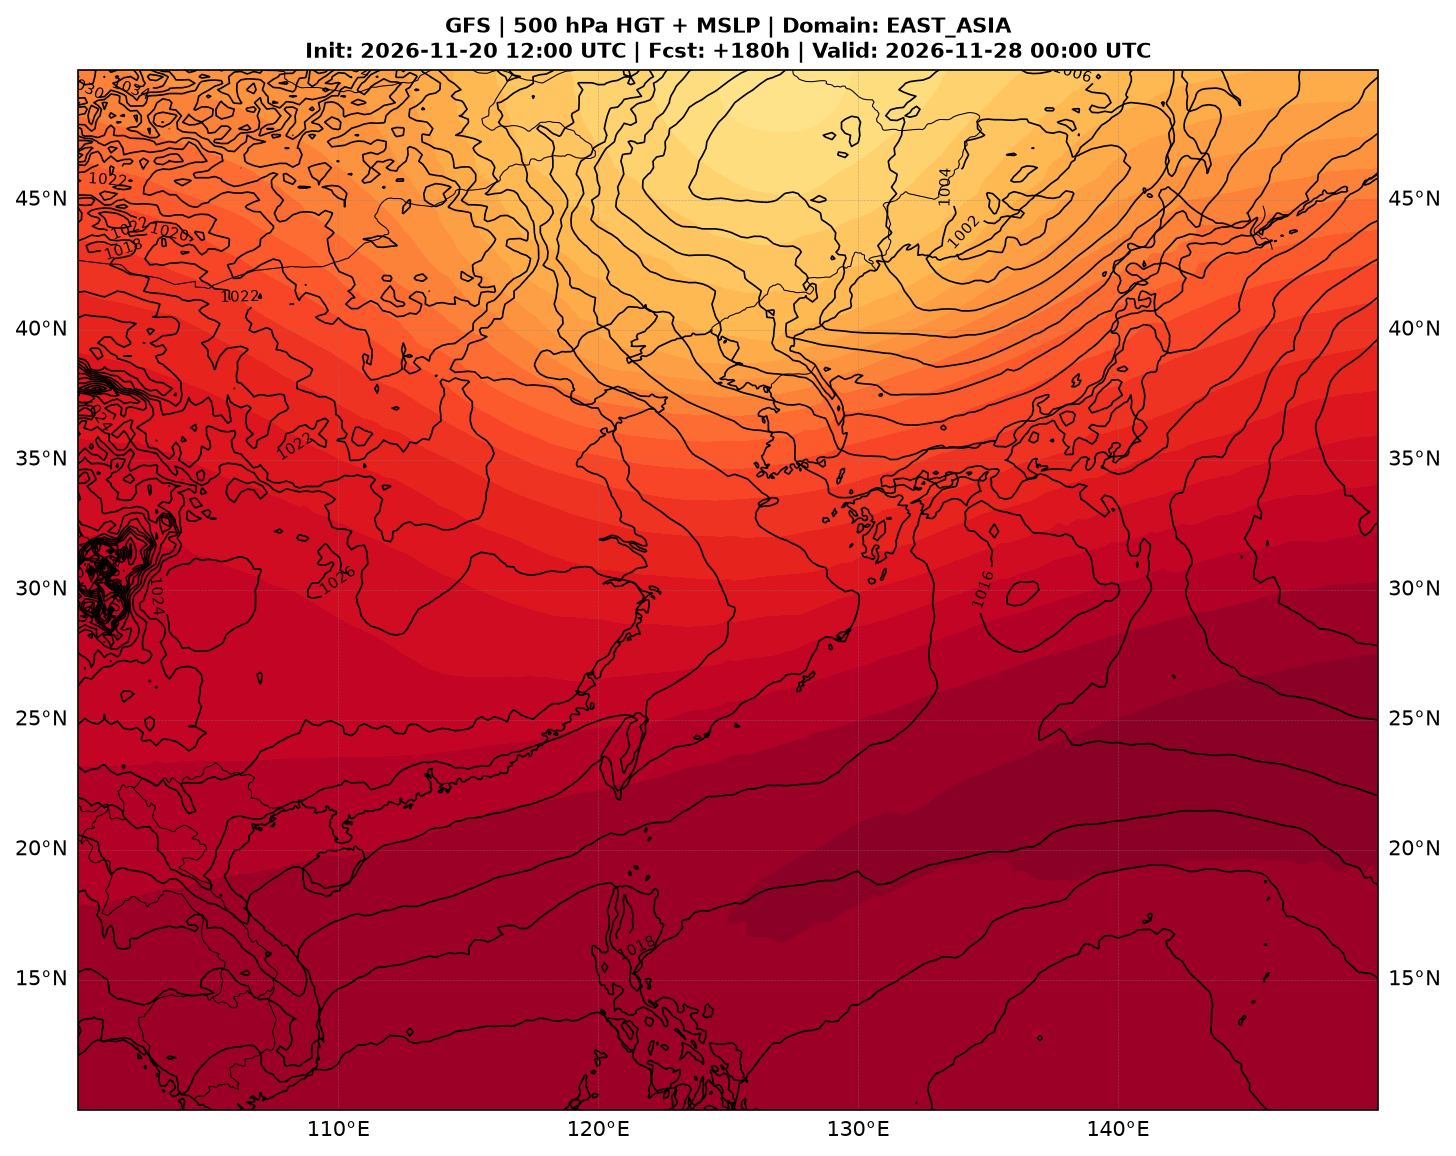 GFS | 500 hPa HGT + MSLP | Domain: EAST_ASIA
Init: 2026-11-20 12:00 UTC | Fcst: +180h | Valid: 2026-11-28 00:00 UTC
1006
1034
1022
45°N
1004
45°N
1020
1018
1002
1022
40°N
40°N
1022
35°N
35°N
1026
1024
1016
30°N
30°N
25°N
25°N
20°N
20°N
1018
15°N
15°N
110°E
120°E
130°E
140°E